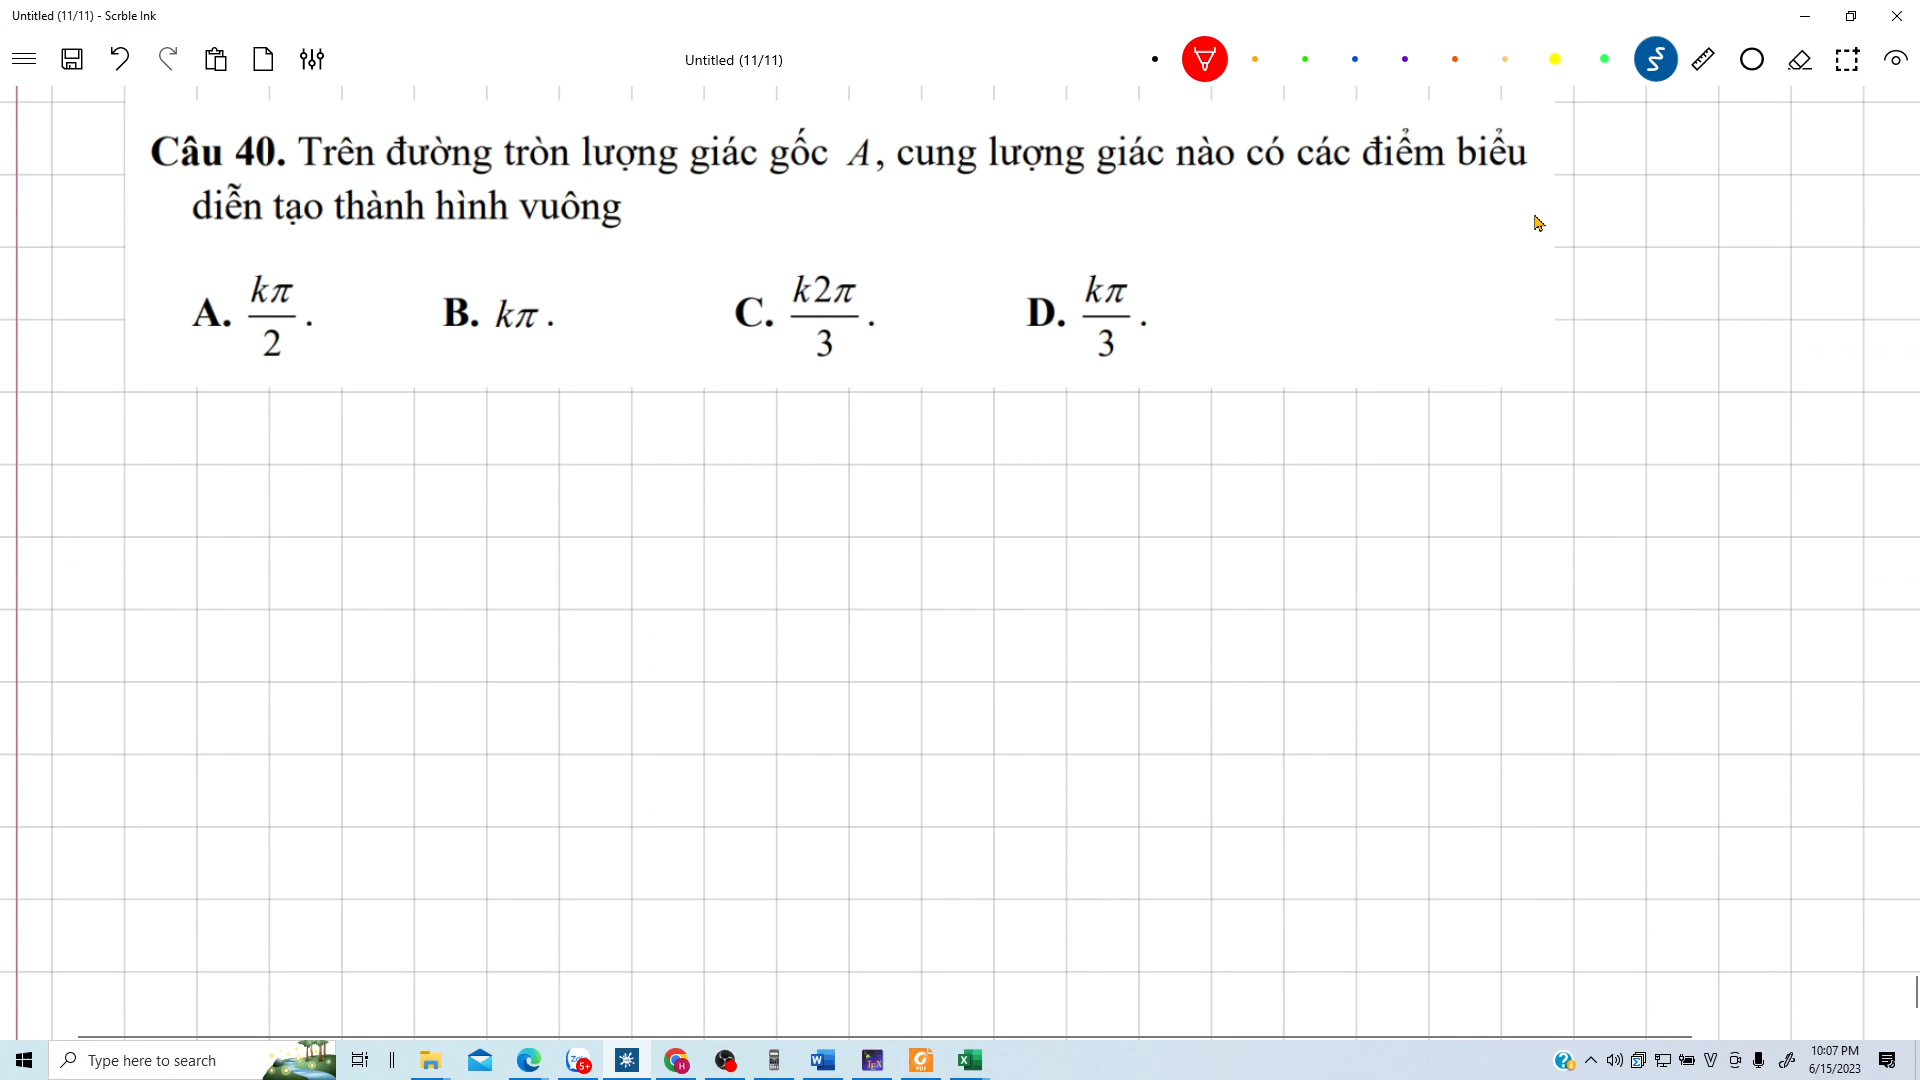 Untitled (11/11) - Scrble Ink
Untitled (11/11)
Câu 40. Trên đường tròn lượng giác gốc A, cung lượng giác nào có các điểm biểu
diễn tạo thành hình vuông
A. kπ/2. B. kπ. C. k2π/3. D. kπ/3.
Type here to search
10:07 PM
6/15/2023